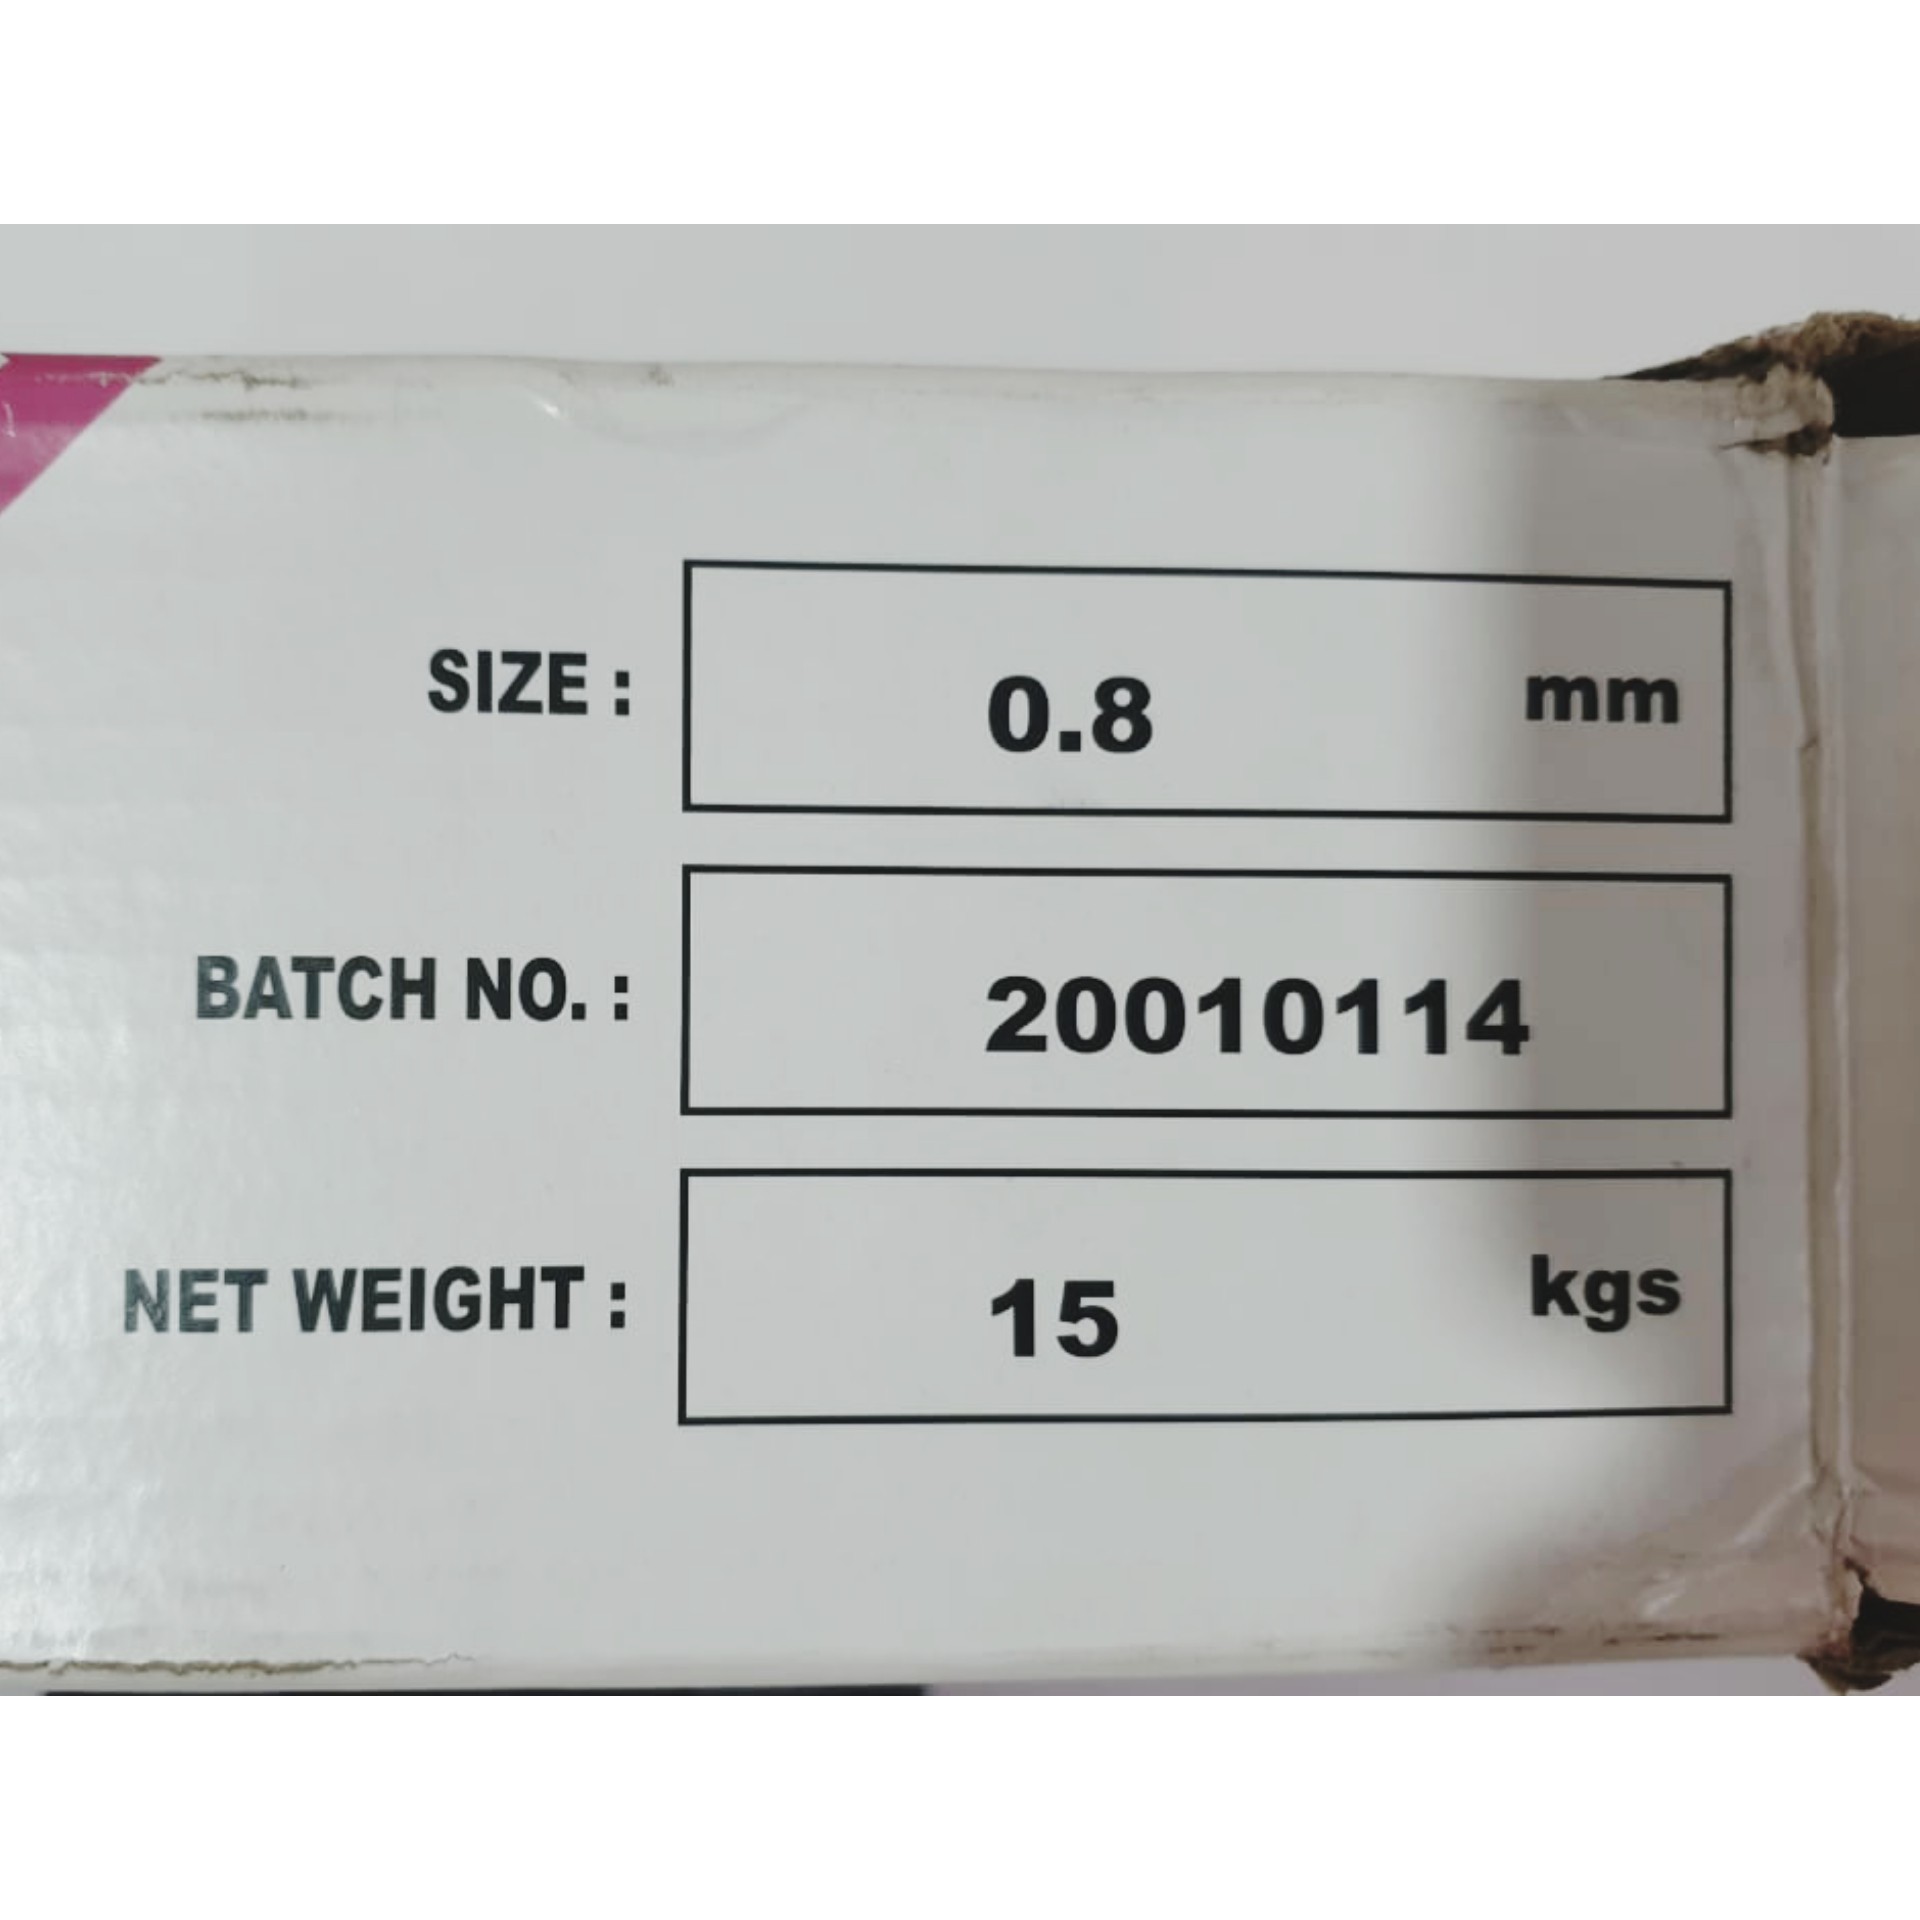 SIZE : 0.8 mm
BATCH NO. : 20010114
NET WEIGHT : 15 kgs